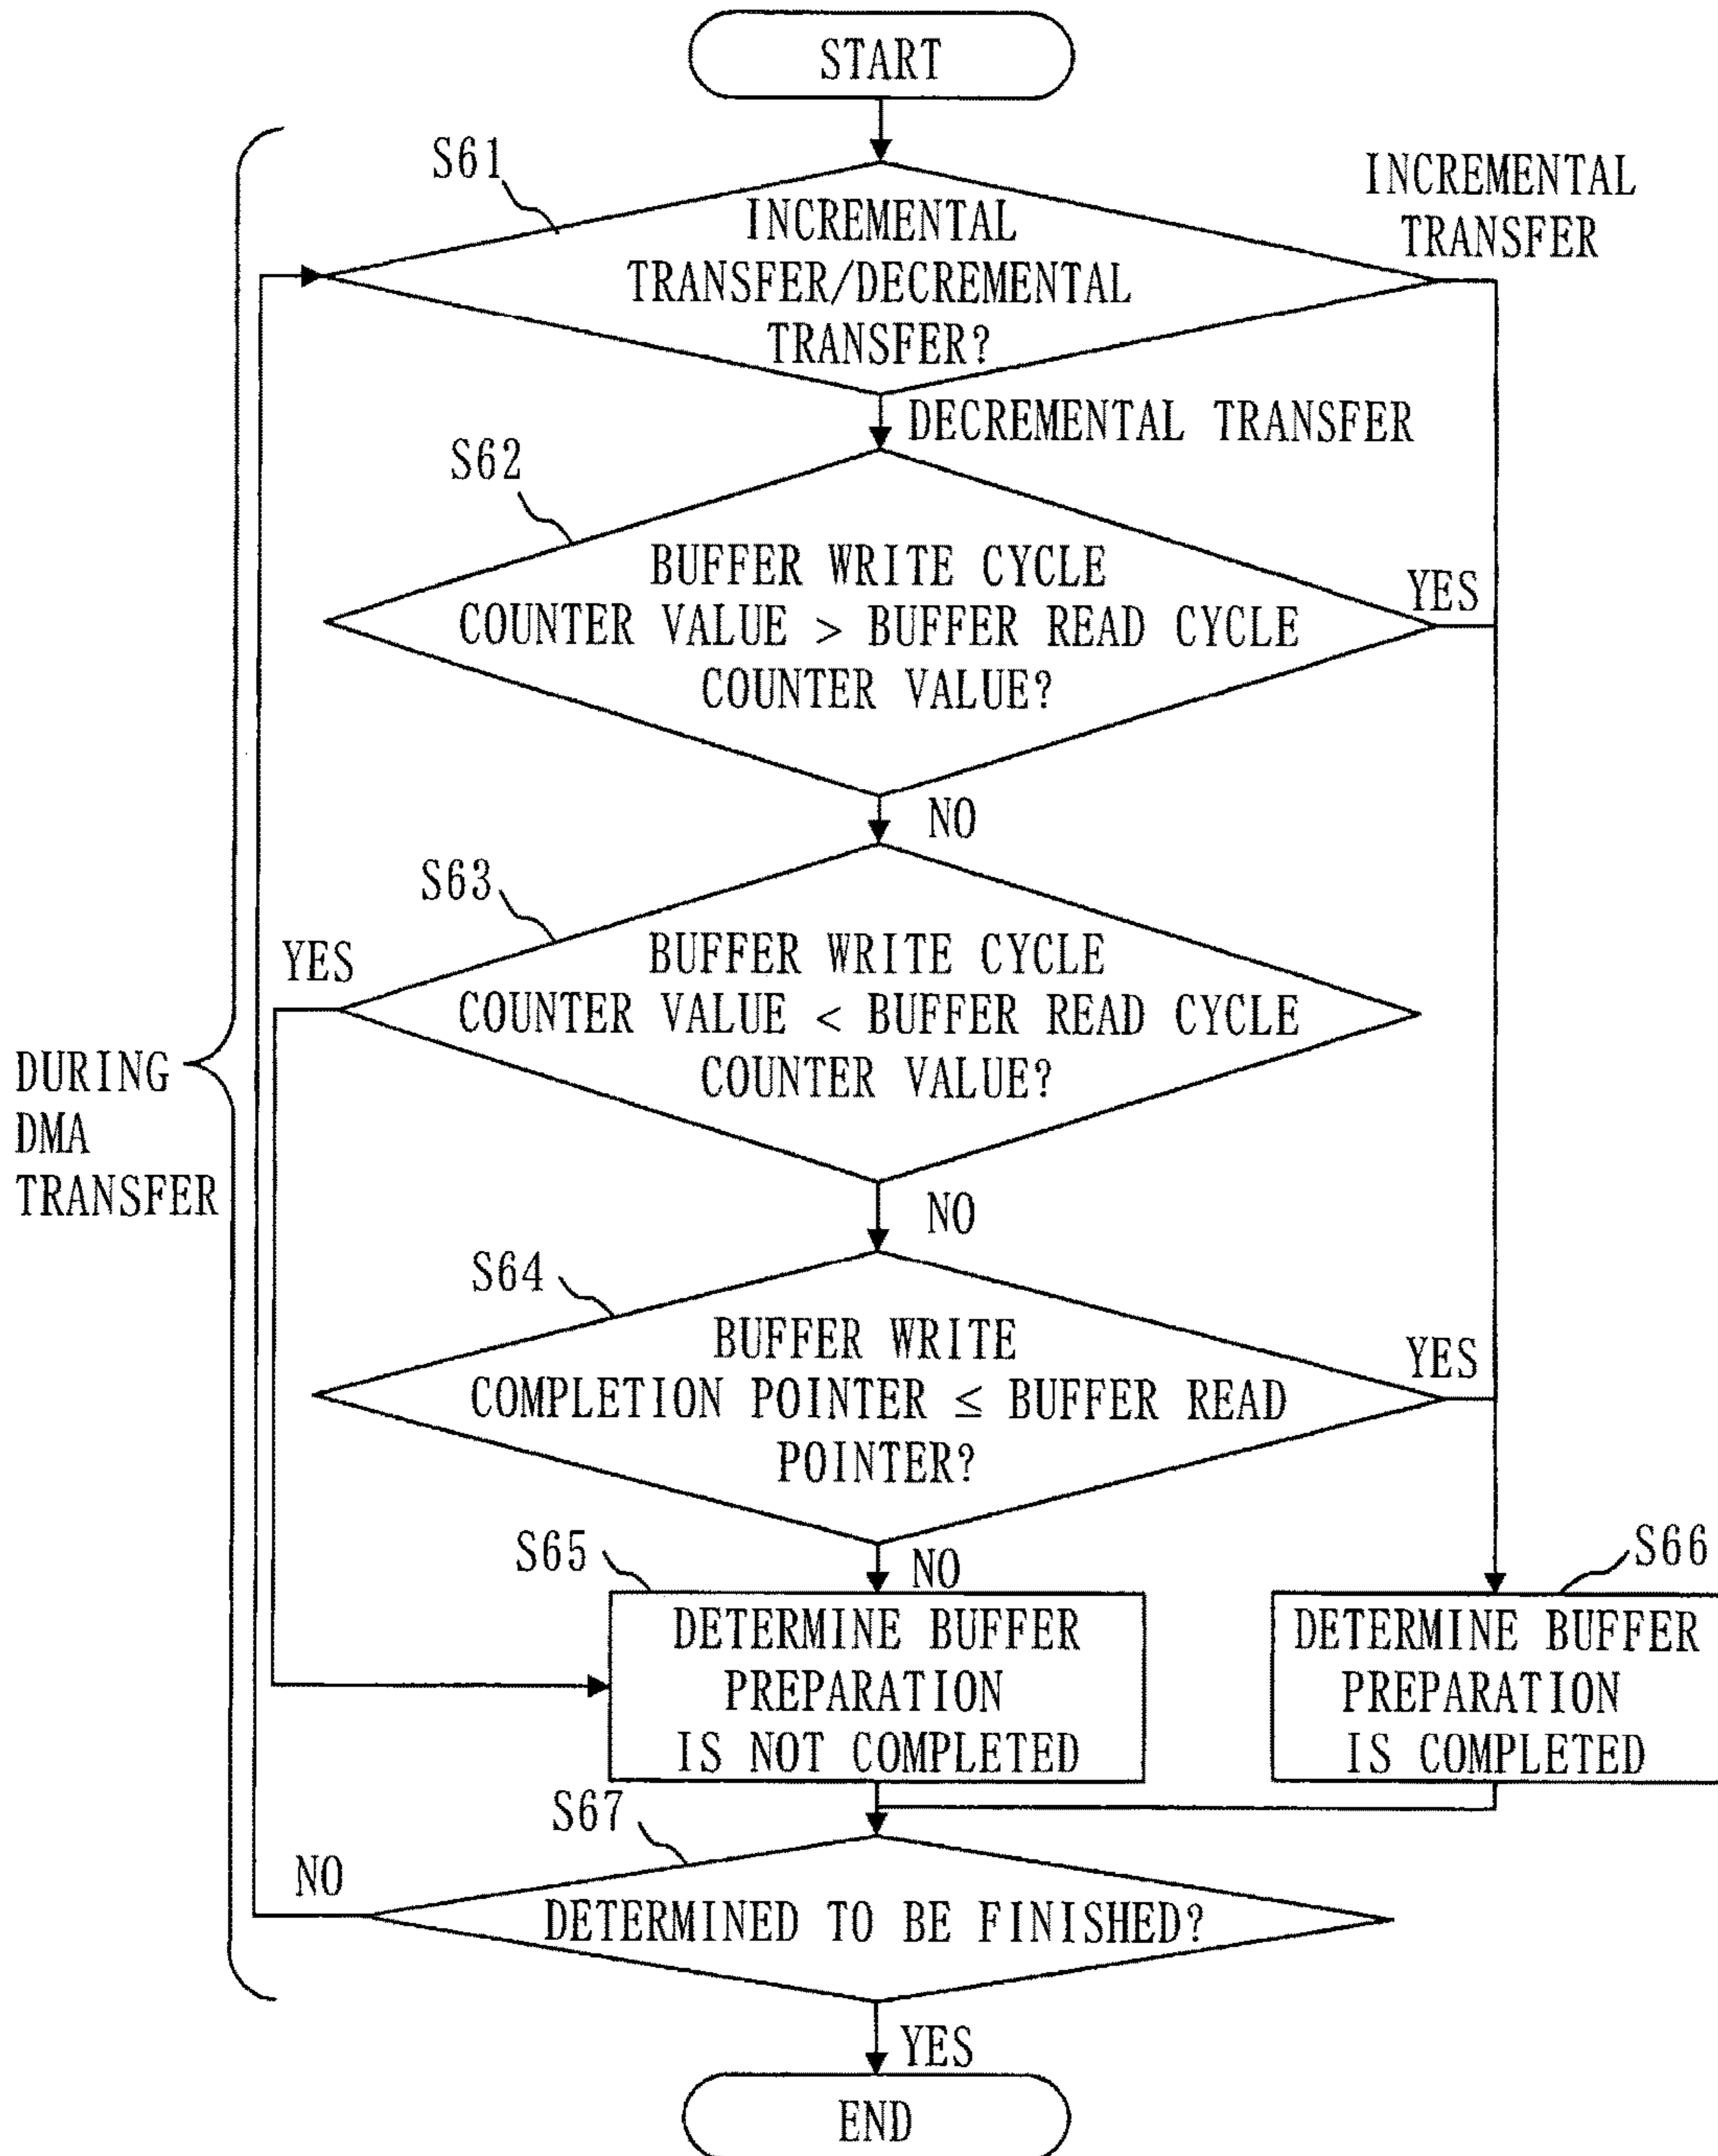 START
S61
INCREMENTAL
TRANSFER/DECREMENTAL
TRANSFER?
INCREMENTAL
TRANSFER
DECREMENTAL TRANSFER
S62
BUFFER WRITE CYCLE
COUNTER VALUE > BUFFER READ CYCLE
COUNTER VALUE?
YES
NO
S63
YES
BUFFER WRITE CYCLE
COUNTER VALUE < BUFFER READ CYCLE
COUNTER VALUE?
DURING
DMA
TRANSFER
NO
S64
BUFFER WRITE
COMPLETION POINTER ≤ BUFFER READ
POINTER?
YES
NO
S65
DETERMINE BUFFER
PREPARATION
IS NOT COMPLETED
S66
DETERMINE BUFFER
PREPARATION
IS COMPLETED
S67
NO
DETERMINED TO BE FINISHED?
YES
END